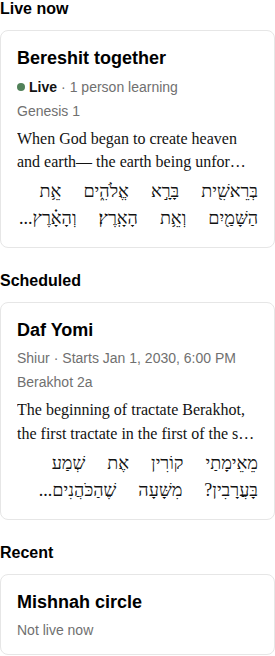 Live now
Bereshit together
Live · 1 person learning
Genesis 1
When God began to create heaven
and earth— the earth being unfor…
בְּרֵאשִׁ֖ית בָּרָ֣א אֱלֹהִ֑ים אֵ֥ת
הַשָּׁמַ֖יִם וְאֵ֥ת הָאָֽרֶץ׃ וְהָאָ֗רֶץ...
Scheduled
Daf Yomi
Shiur · Starts Jan 1, 2030, 6:00 PM
Berakhot 2a
The beginning of tractate Berakhot,
the first tractate in the first of the s…
מֵאֵימָתַי קוֹרִין אֶת שְׁמַע
בָּעֲרָבִין? מִשָּׁעָה שֶׁהַכֹּהֲנִים...
Recent
Mishnah circle
Not live now